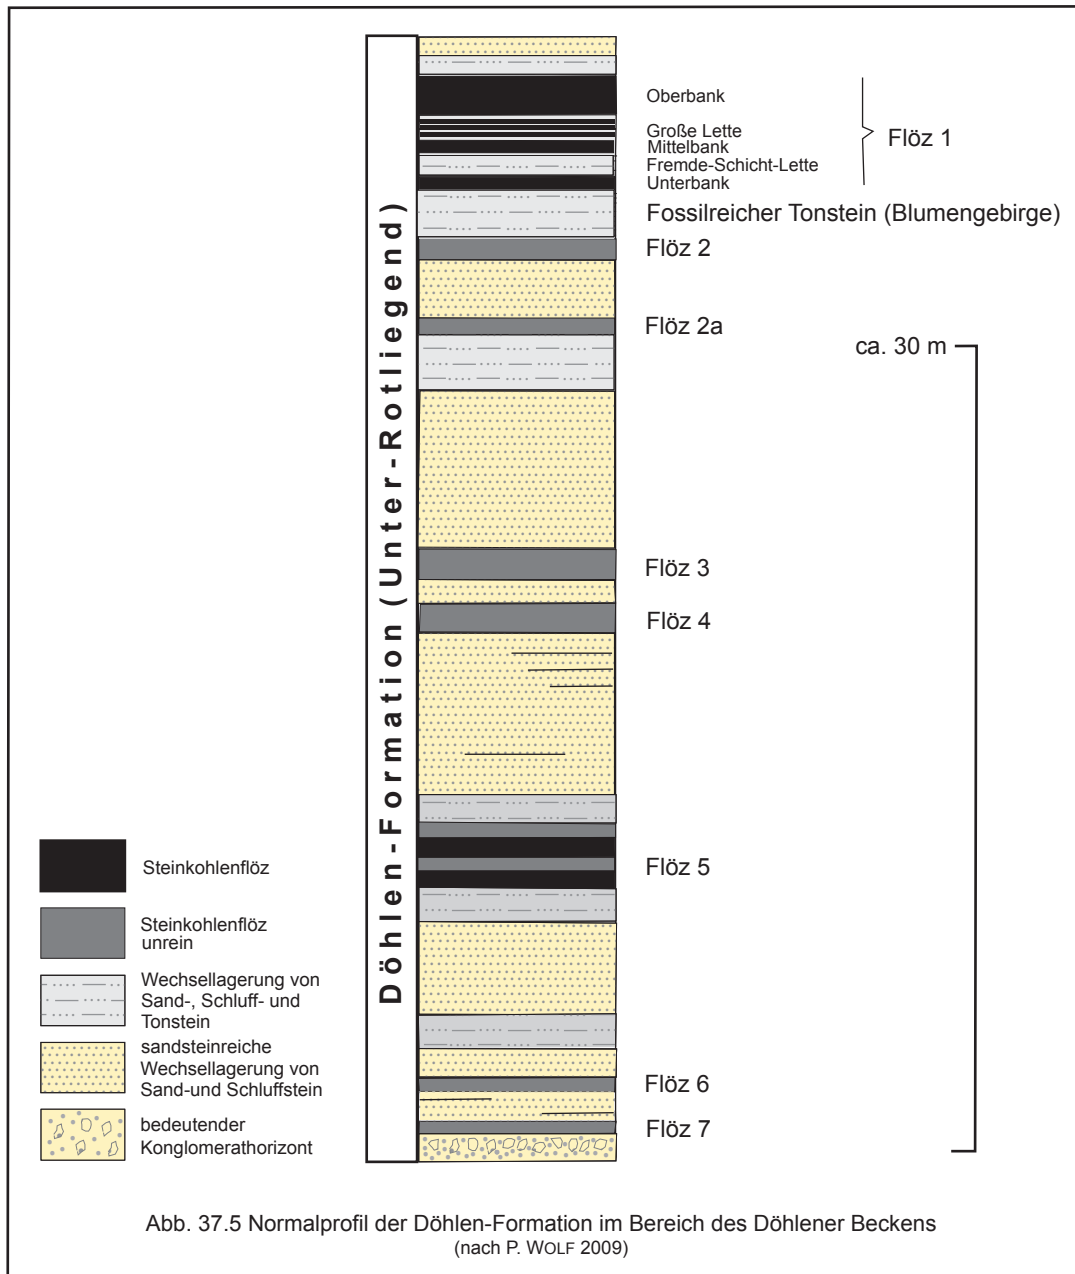 Döhlen-Formation (Unter-Rotliegend)
Oberbank
Große Lette
Mittelbank
Fremde-Schicht-Lette
Unterbank
Flöz 1
Fossilreicher Tonstein (Blumengebirge)
Flöz 2
Flöz 2a
ca. 30 m
Flöz 3
Flöz 4
Flöz 5
Flöz 6
Flöz 7
Steinkohlenflöz
Steinkohlenflöz
unrein
Wechsellagerung von
Sand-, Schluff- und
Tonstein
sandsteinreiche
Wechsellagerung von
Sand-und Schluffstein
bedeutender
Konglomerathorizont
Abb. 37.5 Normalprofil der Döhlen-Formation im Bereich des Döhlener Beckens
(nach P. WOLF 2009)